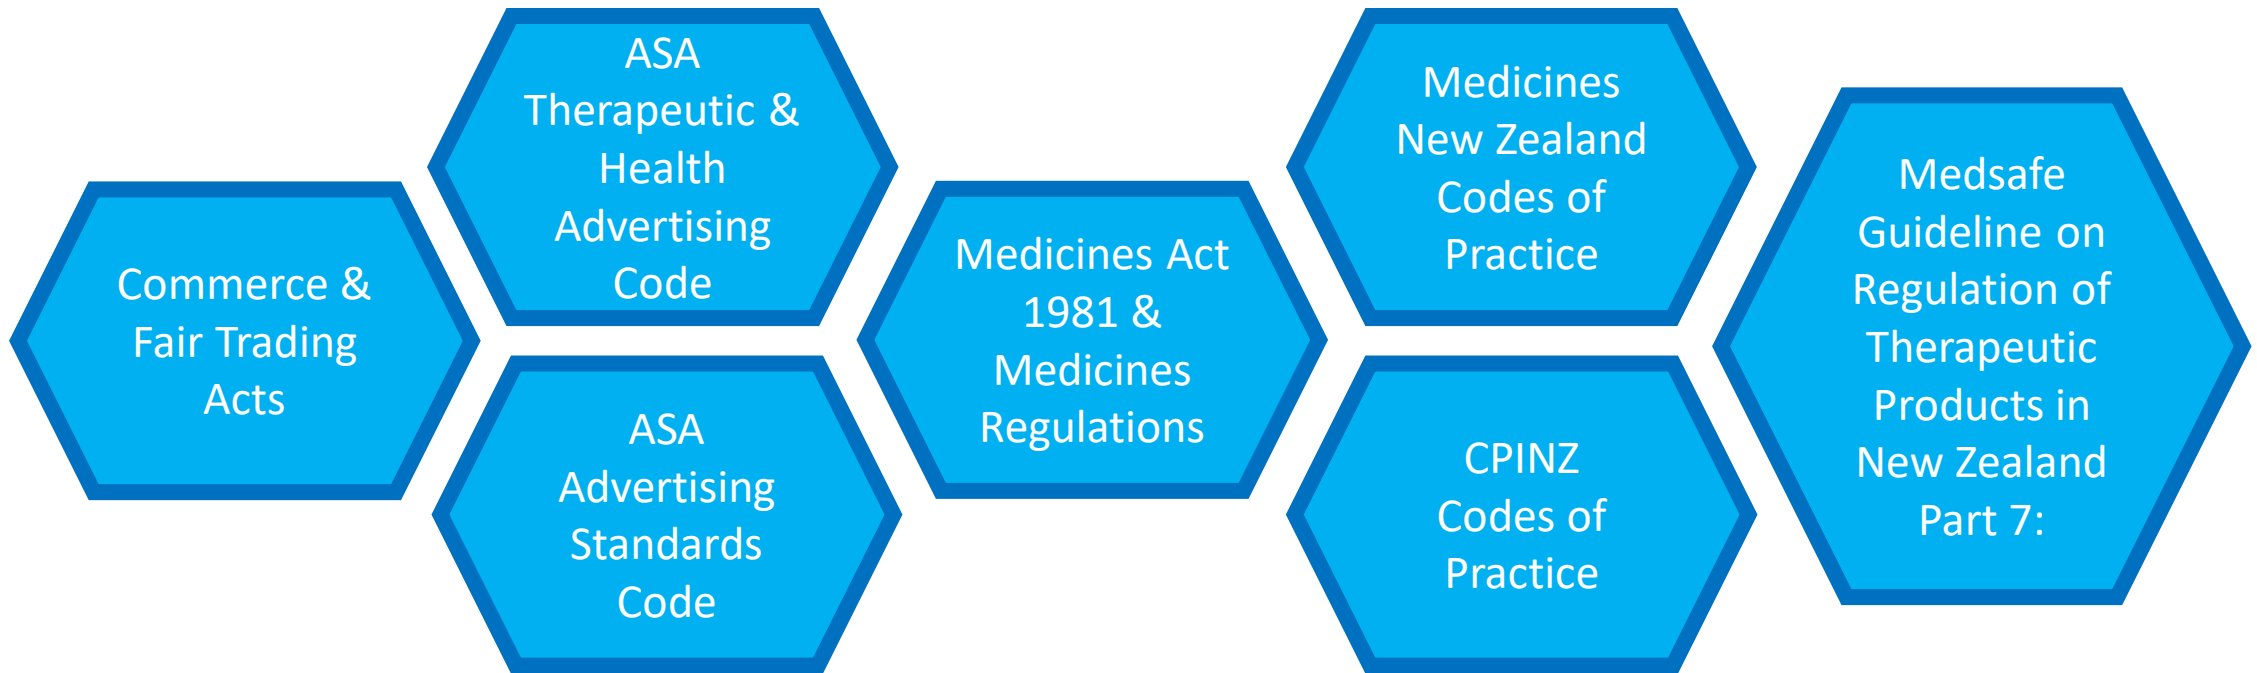 Commerce &
Fair Trading
Acts
ASA
Therapeutic &
Health
Advertising
Code
ASA
Advertising
Standards
Code
Medicines Act
1981 &
Medicines
Regulations
Medicines
New Zealand
Codes of
Practice
CPINZ
Codes of
Practice
Medsafe
Guideline on
Regulation of
Therapeutic
Products in
New Zealand
Part 7: